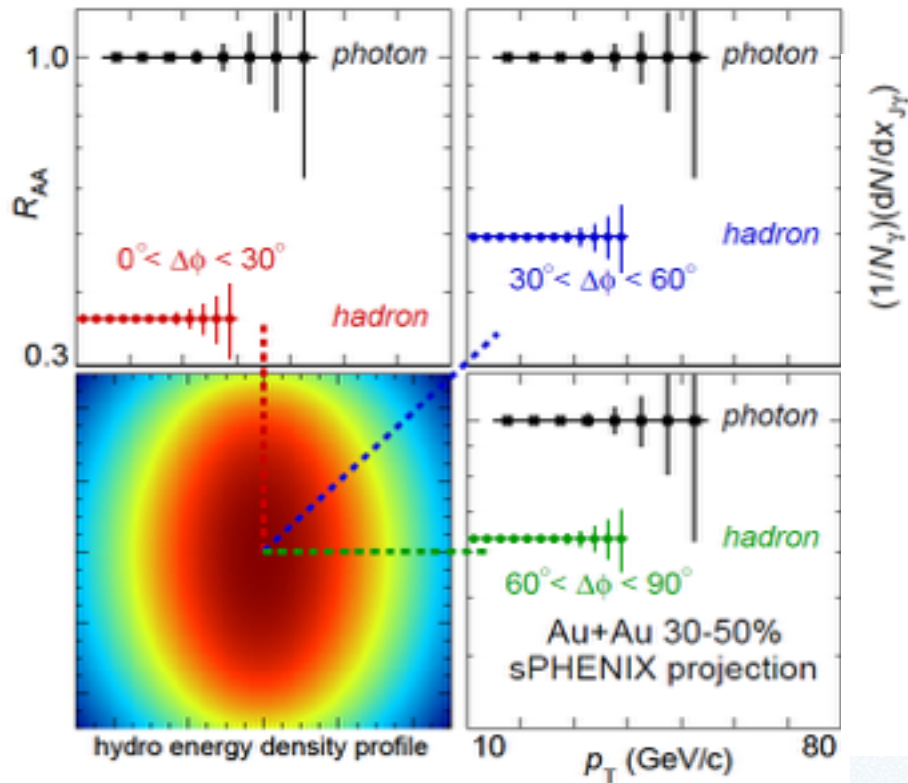 1.0
photon
photon
R_AA
(1/N_γ)(dN/dx_Jγ)
0°< Δφ < 30°
hadron
hadron
30°< Δφ < 60°
0.3
photon
hadron
60°< Δφ < 90°
Au+Au 30-50%
sPHENIX projection
hydro energy density profile
10
p_T (GeV/c)
80